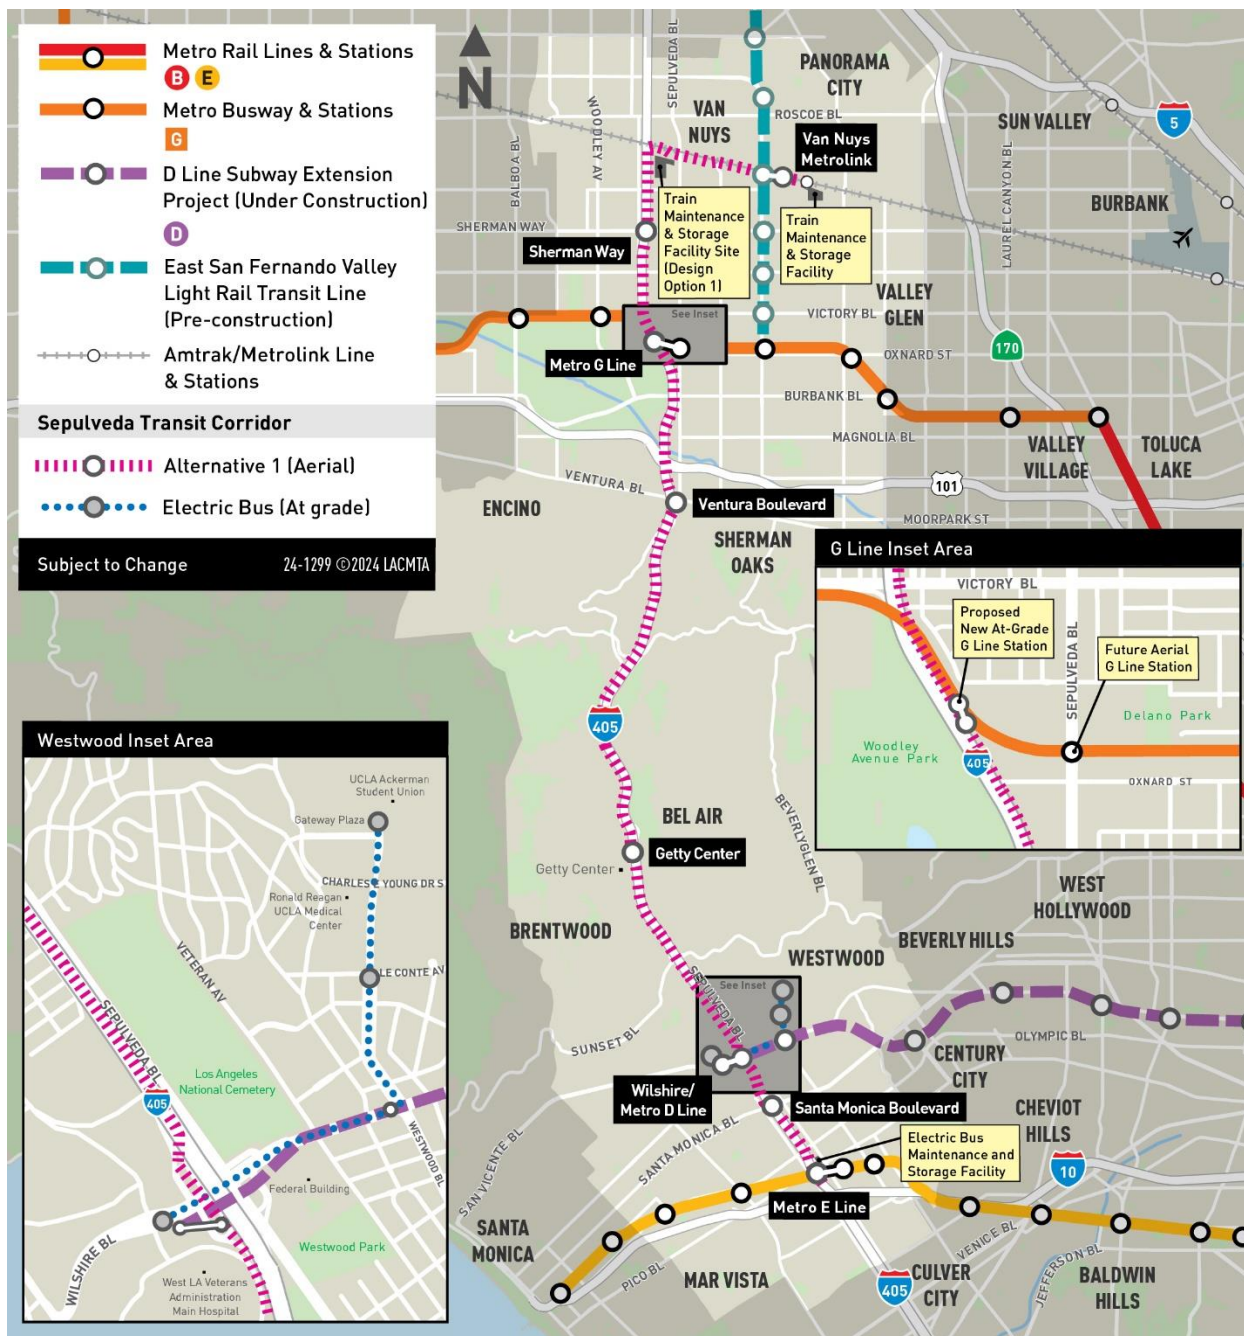 Metro Rail Lines & Stations
B E
Metro Busway & Stations
G
D Line Subway Extension
Project (Under Construction)
D
East San Fernando Valley
Light Rail Transit Line
(Pre-construction)
Amtrak/Metrolink Line
& Stations
Sepulveda Transit Corridor
Alternative 1 (Aerial)
Electric Bus (At grade)
Subject to Change
24-1299 ©2024 LACMTA
N
BALBOA BL
WOODLEY AV
SEPULVEDA BL
VAN
NUYS
PANORAMA
CITY
ROSCOE BL
Van Nuys
Metrolink
LAUREL CANYON BL
SUN VALLEY
5
BURBANK
SHERMAN WAY
Sherman Way
Train
Maintenance
& Storage
Facility Site
(Design
Option 1)
Train
Maintenance
& Storage
Facility
VALLEY
GLEN
VICTORY BL
See Inset
Metro G Line
OXNARD ST
170
BURBANK BL
MAGNOLIA BL
VALLEY
VILLAGE
TOLUCA
LAKE
VENTURA BL
101
ENCINO
Ventura Boulevard
MOORPARK ST
SHERMAN
OAKS
G Line Inset Area
VICTORY BL
Proposed
New At-Grade
G Line Station
SEPULVEDA BL
Future Aerial
G Line Station
Delano Park
Woodley
Avenue Park
405
OXNARD ST
405
BEL AIR
Getty Center
Getty Center
BEVERLYGLEN BL
BRENTWOOD
WEST
HOLLYWOOD
BEVERLY HILLS
WESTWOOD
See Inset
SEPULVEDA BL
SUNSET BL
OLYMPIC BL
CENTURY
CITY
Wilshire/
Metro D Line
Santa Monica Boulevard
CHEVIOT
HILLS
SANTA MONICA BL
Electric Bus
Maintenance and
Storage Facility
10
SAN VICENTE BL
Metro E Line
SANTA
MONICA
PICO BL
MAR VISTA
VENICE BL
405
CULVER
CITY
JEFFERSON BL
BALDWIN
HILLS
Westwood Inset Area
UCLA Ackerman
Student Union
Gateway Plaza
CHARLES E YOUNG DR S
Ronald Reagan
UCLA Medical
Center
VETERAN AV
LE CONTE AV
SEPULVEDA BL
Los Angeles
National Cemetery
405
WESTWOOD BL
Federal Building
WILSHIRE BL
Westwood Park
West LA Veterans
Administration
Main Hospital